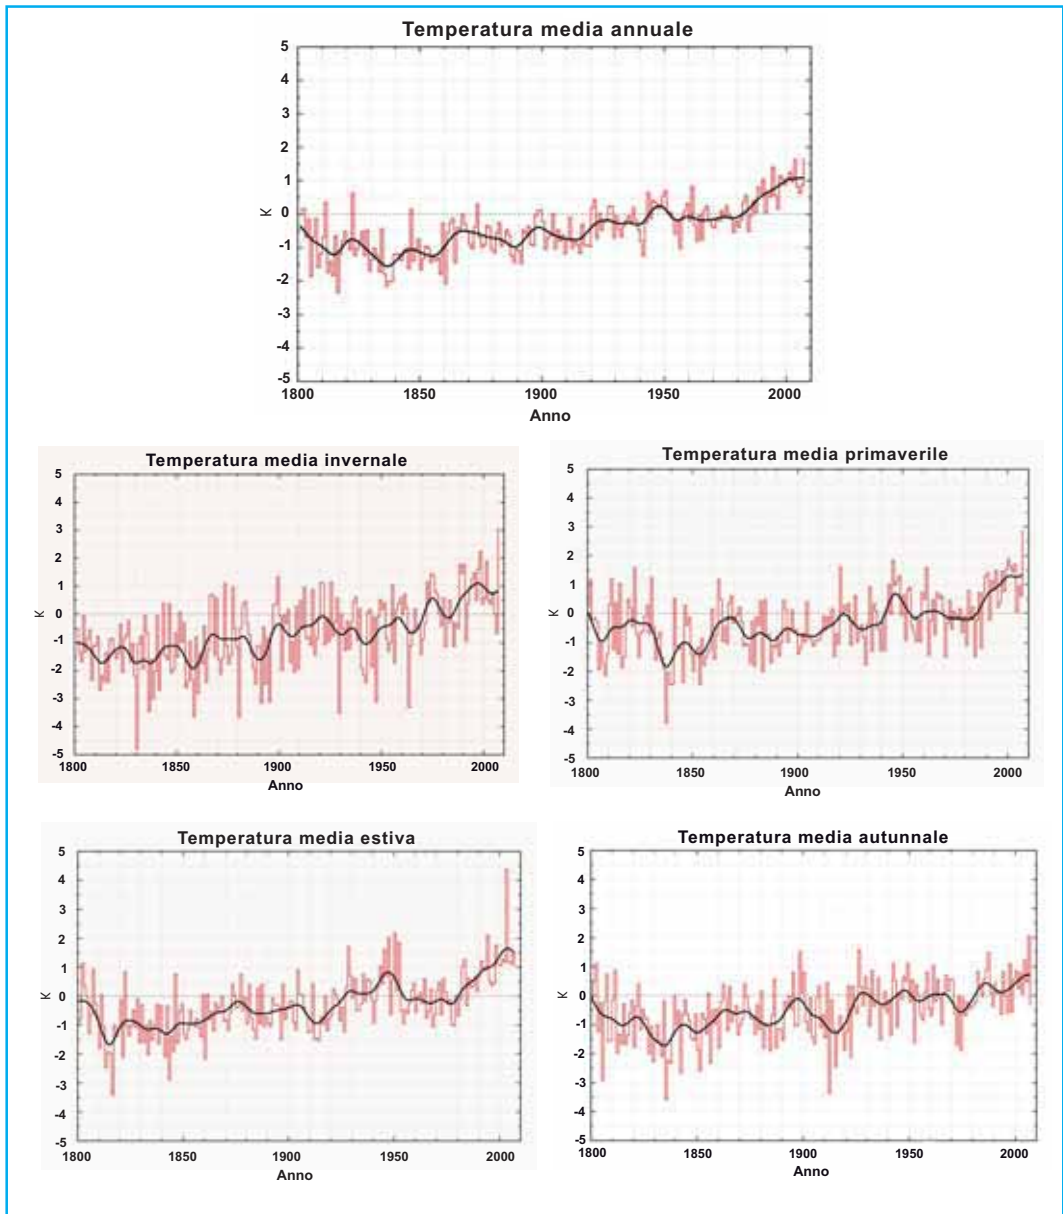 Temperatura media annuale
5
4
3
2
1
0
-1
-2
-3
-4
-5
K
1800 1850 1900 1950 2000
Anno
Temperatura media invernale
5
4
3
2
1
0
-1
-2
-3
-4
-5
K
1800 1850 1900 1950 2000
Anno
Temperatura media primaverile
5
4
3
2
1
0
-1
-2
-3
-4
-5
K
1800 1850 1900 1950 2000
Anno
Temperatura media estiva
5
4
3
2
1
0
-1
-2
-3
-4
-5
K
1800 1850 1900 1950 2000
Anno
Temperatura media autunnale
5
4
3
2
1
0
-1
-2
-3
-4
-5
K
1800 1850 1900 1950 2000
Anno